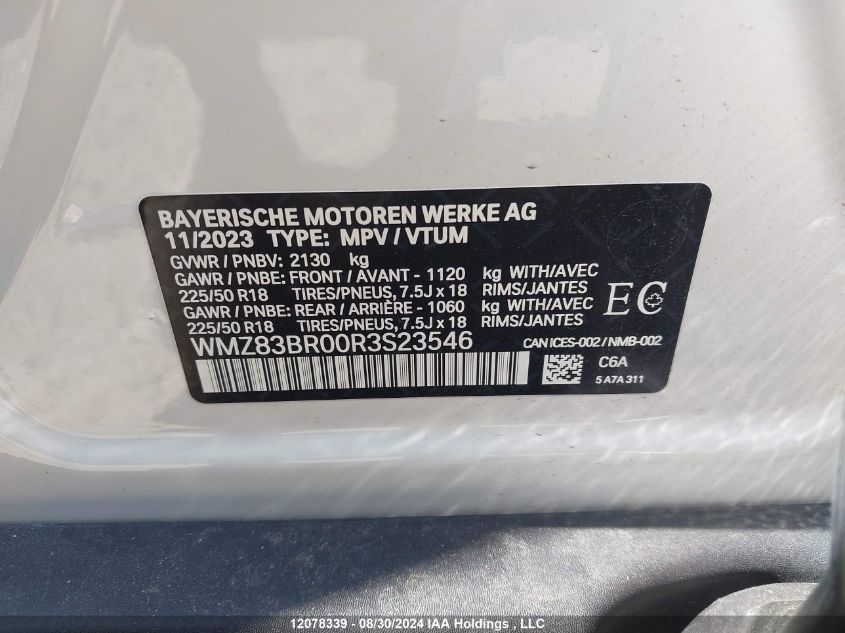 BAYERISCHE MOTOREN WERKE AG
11/2023 TYPE: MPV / VTUM
GVWR / PNBV: 2130 kg
GAWR / PNBE: FRONT / AVANT - 1120 kg WITH/AVEC
225/50 R18 TIRES/PNEUS, 7.5J x 18 RIMS/JANTES
GAWR / PNBE: REAR / ARRIÈRE - 1060 kg WITH/AVEC
225/50 R18 TIRES/PNEUS, 7.5J x 18 RIMS/JANTES
EC
WMZ83BR00R3S23546 CAN ICES-002 / NMB-002
C6A
5 A7A 311
12078339 - 08/30/2024 IAA Holdings , LLC